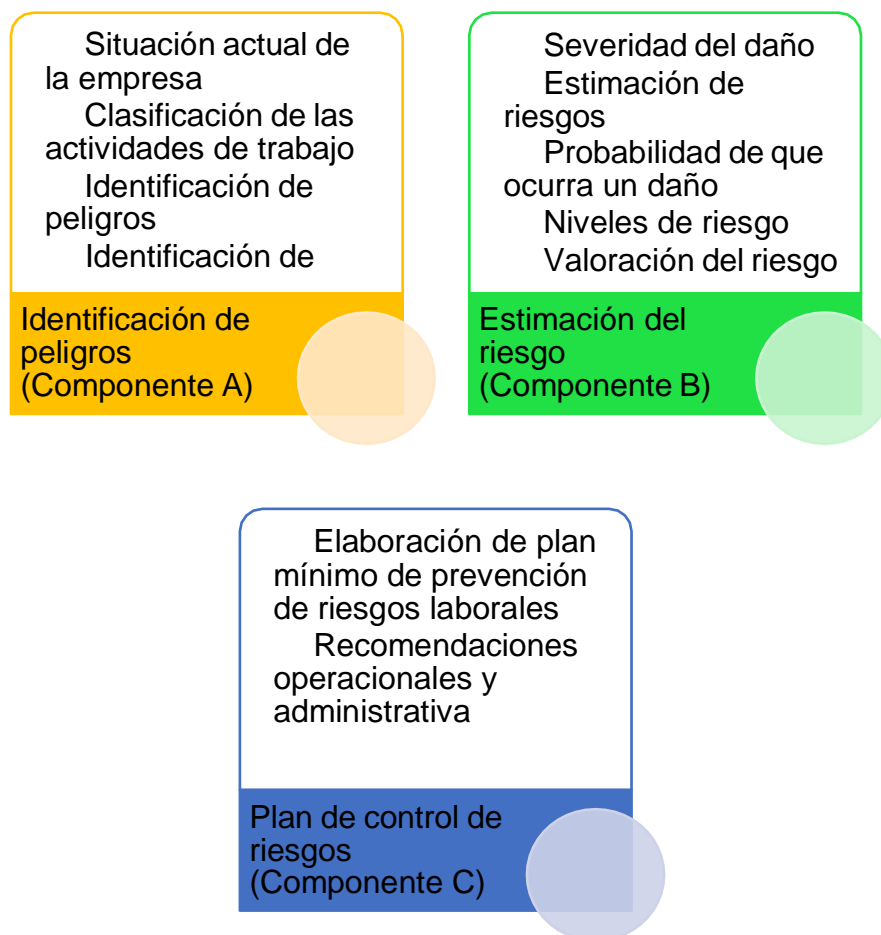 Situación actual de
la empresa
Clasificación de las
actividades de trabajo
Identificación de
peligros
Identificación de
Identificación de
peligros
(Componente A)
Severidad del daño
Estimación de
riesgos
Probabilidad de que
ocurra un daño
Niveles de riesgo
Valoración del riesgo
Estimación del
riesgo
(Componente B)
Elaboración de plan
mínimo de prevención
de riesgos laborales
Recomendaciones
operacionales y
administrativa
Plan de control de
riesgos
(Componente C)